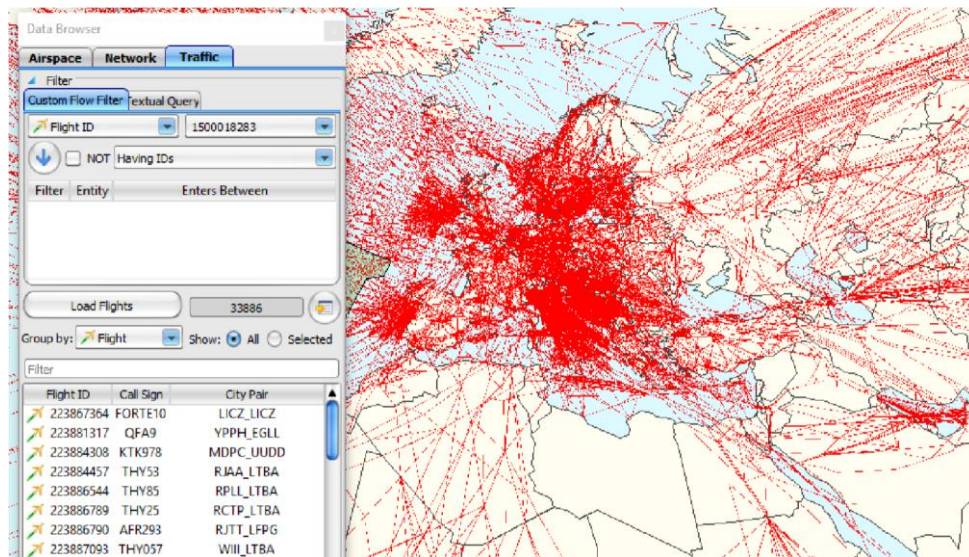 Data Browser
Airspace Network Traffic
Filter
Custom Flow Filter Textual Query
Flight ID 1500018283
NOT Having IDs
Filter Entity Enters Between
Load Flights 33886
Group by: Flight Show: All Selected
Filter
Flight ID Call Sign City Pair
223867364 FORTE10 LICZ_LICZ
223881317 QFA9 YPPH_EGLL
223884308 KTK978 MDPC_UUDD
223884457 THY53 RJAA_LTBA
223886544 THY85 RPLL_LTBA
223886789 THY25 RCTP_LTBA
223886790 AFR293 RJTT_LFPG
223887093 THY057 WIII_LTBA